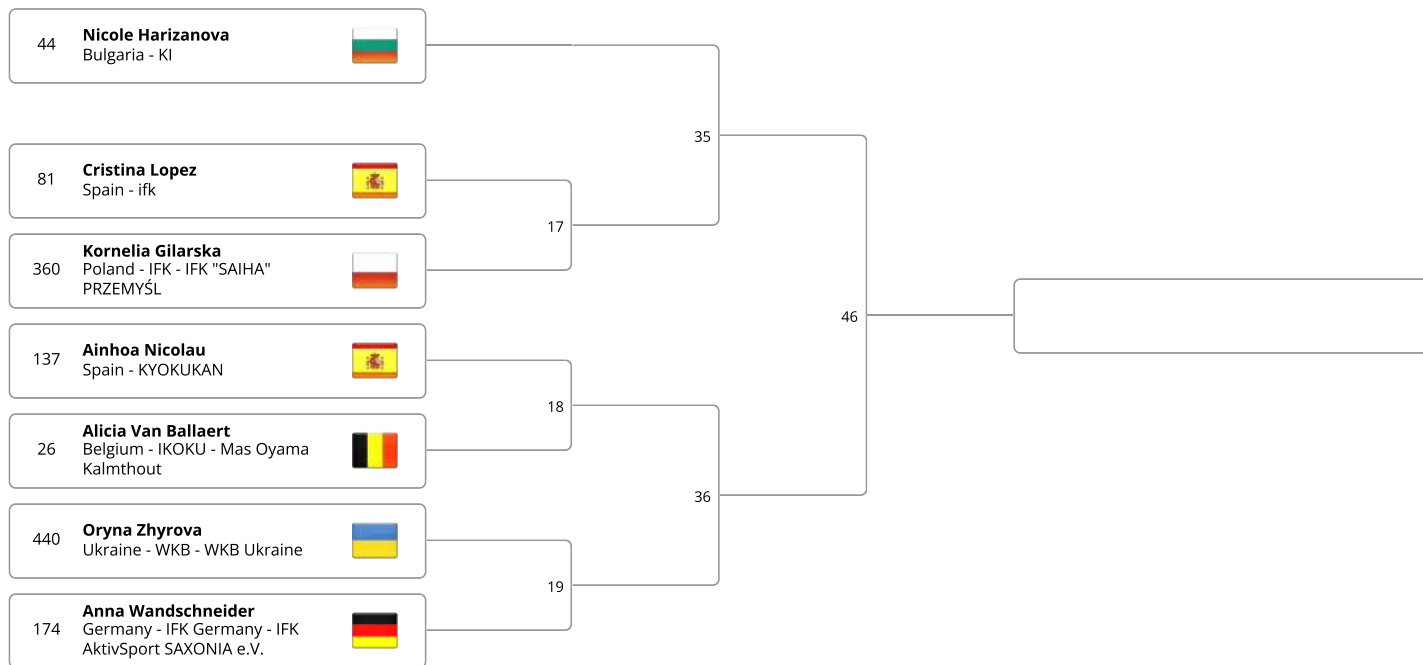 44
Nicole Harizanova
Bulgaria - KI
35
81
Cristina Lopez
Spain - ifk
17
360
Kornelia Gilarska
Poland - IFK - IFK "SAIHA"
PRZEMYŚL
46
137
Ainhoa Nicolau
Spain - KYOKUKAN
18
26
Alicia Van Ballaert
Belgium - IKOKU - Mas Oyama
Kalmthout
36
440
Oryna Zhyrova
Ukraine - WKB - WKB Ukraine
19
174
Anna Wandschneider
Germany - IFK Germany - IFK
AktivSport SAXONIA e.V.